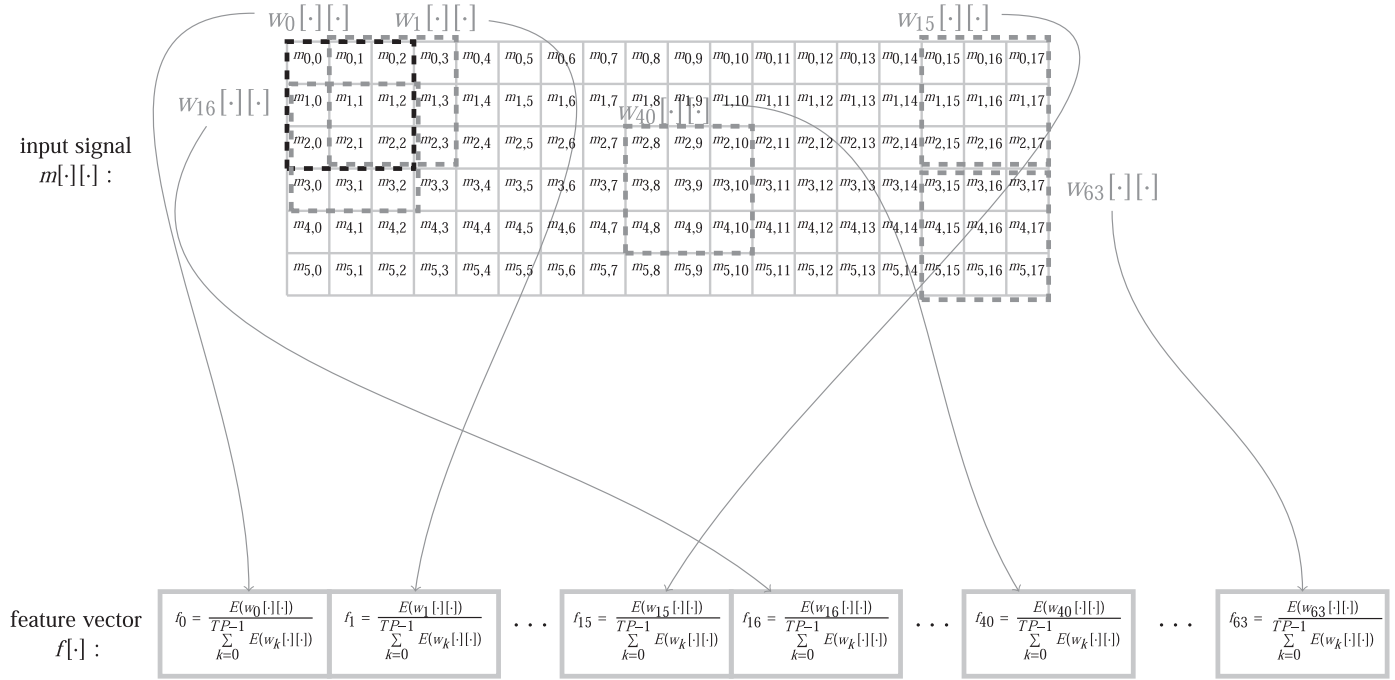 w0[·][·] w1[·][·] w15[·][·]
m0,0 m0,1 m0,2 m0,3 m0,4 m0,5 m0,6 m0,7 m0,8 m0,9 m0,10 m0,11 m0,12 m0,13 m0,14 m0,15 m0,16 m0,17
w16[·][·]
m1,0 m1,1 m1,2 m1,3 m1,4 m1,5 m1,6 m1,7 m1,8 m1,9 m1,10 m1,11 m1,12 m1,13 m1,14 m1,15 m1,16 m1,17
w40[·][·]
input signal
m[·][·] :
m2,0 m2,1 m2,2 m2,3 m2,4 m2,5 m2,6 m2,7 m2,8 m2,9 m2,10 m2,11 m2,12 m2,13 m2,14 m2,15 m2,16 m2,17
m3,0 m3,1 m3,2 m3,3 m3,4 m3,5 m3,6 m3,7 m3,8 m3,9 m3,10 m3,11 m3,12 m3,13 m3,14 m3,15 m3,16 m3,17
w63[·][·]
m4,0 m4,1 m4,2 m4,3 m4,4 m4,5 m4,6 m4,7 m4,8 m4,9 m4,10 m4,11 m4,12 m4,13 m4,14 m4,15 m4,16 m4,17
m5,0 m5,1 m5,2 m5,3 m5,4 m5,5 m5,6 m5,7 m5,8 m5,9 m5,10 m5,11 m5,12 m5,13 m5,14 m5,15 m5,16 m5,17
feature vector
f[·] :
f0 = E(w0[·][·]) / TP−1 ∑ k=0 E(wk[·][·])
f1 = E(w1[·][·]) / TP−1 ∑ k=0 E(wk[·][·])
· · ·
f15 = E(w15[·][·]) / TP−1 ∑ k=0 E(wk[·][·])
f16 = E(w16[·][·]) / TP−1 ∑ k=0 E(wk[·][·])
· · ·
f40 = E(w40[·][·]) / TP−1 ∑ k=0 E(wk[·][·])
· · ·
f63 = E(w63[·][·]) / TP−1 ∑ k=0 E(wk[·][·])